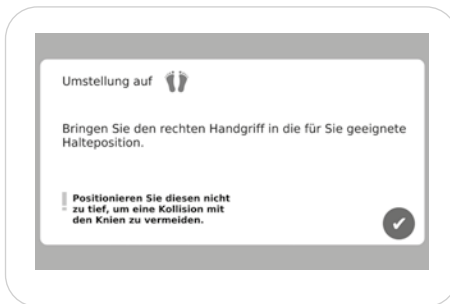 Umstellung auf
Bringen Sie den rechten Handgriff in die für Sie geeignete
Halteposition.
Positionieren Sie diesen nicht
zu tief, um eine Kollision mit
den Knien zu vermeiden.